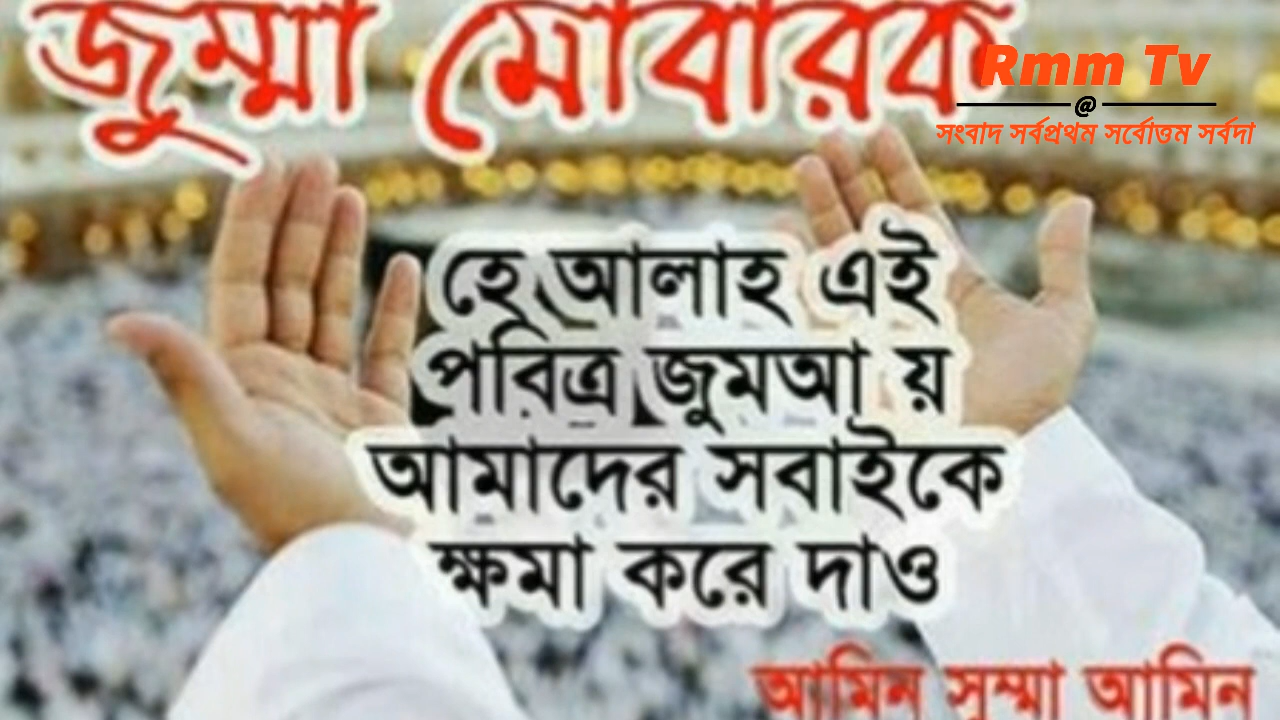 জুম্মা মোবারক
Rmm Tv
@
সংবাদ সর্বপ্রথম সর্বোত্তম সর্বদা
হে আলাহ এই
পবিত্র জুমআ য়
আমাদের সবাইকে
ক্ষমা করে দাও
আমিন সুম্মা আমিন